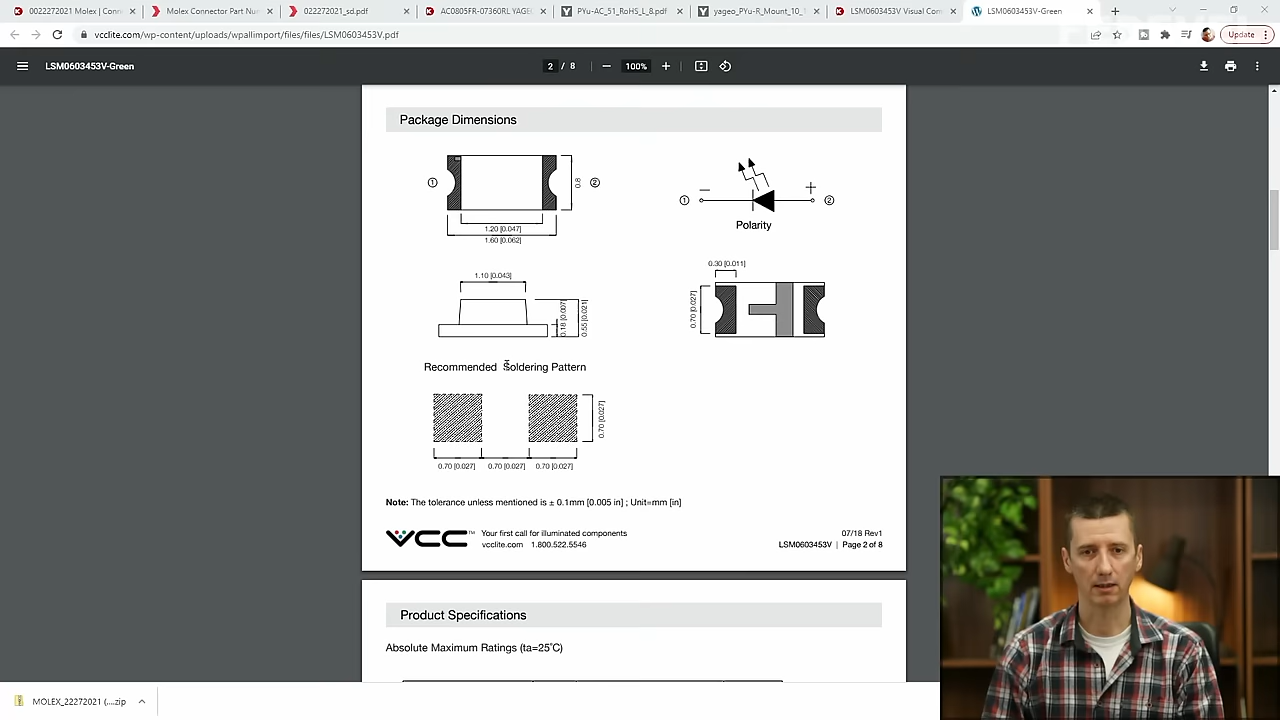 0022271 Molex | Conn
Molex Connector Part Nu
022272021_sd.pdf
AC0805FR-07360RL YAGE
PYu-AC_51_RoHS_L_8.pdf
yageo_PYu-R_Mount_10_1
LSM0603453V Visual Con
LSM0603453V-Green
vcclite.com/wp-content/uploads/wpallimport/files/files/LSM0603453V.pdf
Update
LSM0603453V-Green
2 / 8
100%
Package Dimensions
1
2
0.8
1.20 [0.047]
1.60 [0.062]
1
−
+
2
Polarity
1.10 [0.043]
0.18 [0.007]
0.55 [0.021]
0.30 [0.011]
0.70 [0.027]
Recommended Soldering Pattern
0.70 [0.027]
0.70 [0.027] 0.70 [0.027] 0.70 [0.027]
Note: The tolerance unless mentioned is ± 0.1mm [0.005 in] ; Unit=mm [in]
VCC™
Your first call for illuminated components
vcclite.com 1.800.522.5546
07/18 Rev1
LSM0603453V | Page 2 of 8
Product Specifications
Absolute Maximum Ratings (ta=25°C)
MOLEX_22272021 (....zip